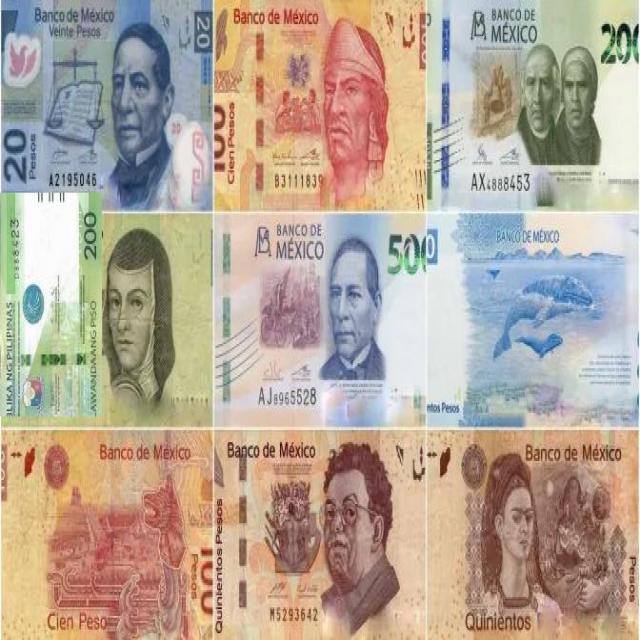 Banco de México
Veinte Pesos
20
20
Pesos
A2195046
Banco de México
100
Cien Pesos
B3111839
BANCO DE
MÉXICO
200
AX4888453
D888423
200
LIKA NG PILIPINAS
AWANDAANG PISO
BANCO DE
MÉXICO
500
AJ8965528
BANCO DE MÉXICO
ntos Pesos
Banco de México
100
Pesos
Cien Peso
Banco de México
Quinientos Pesos
M5293642
Banco de México
Quinientos
Pesos